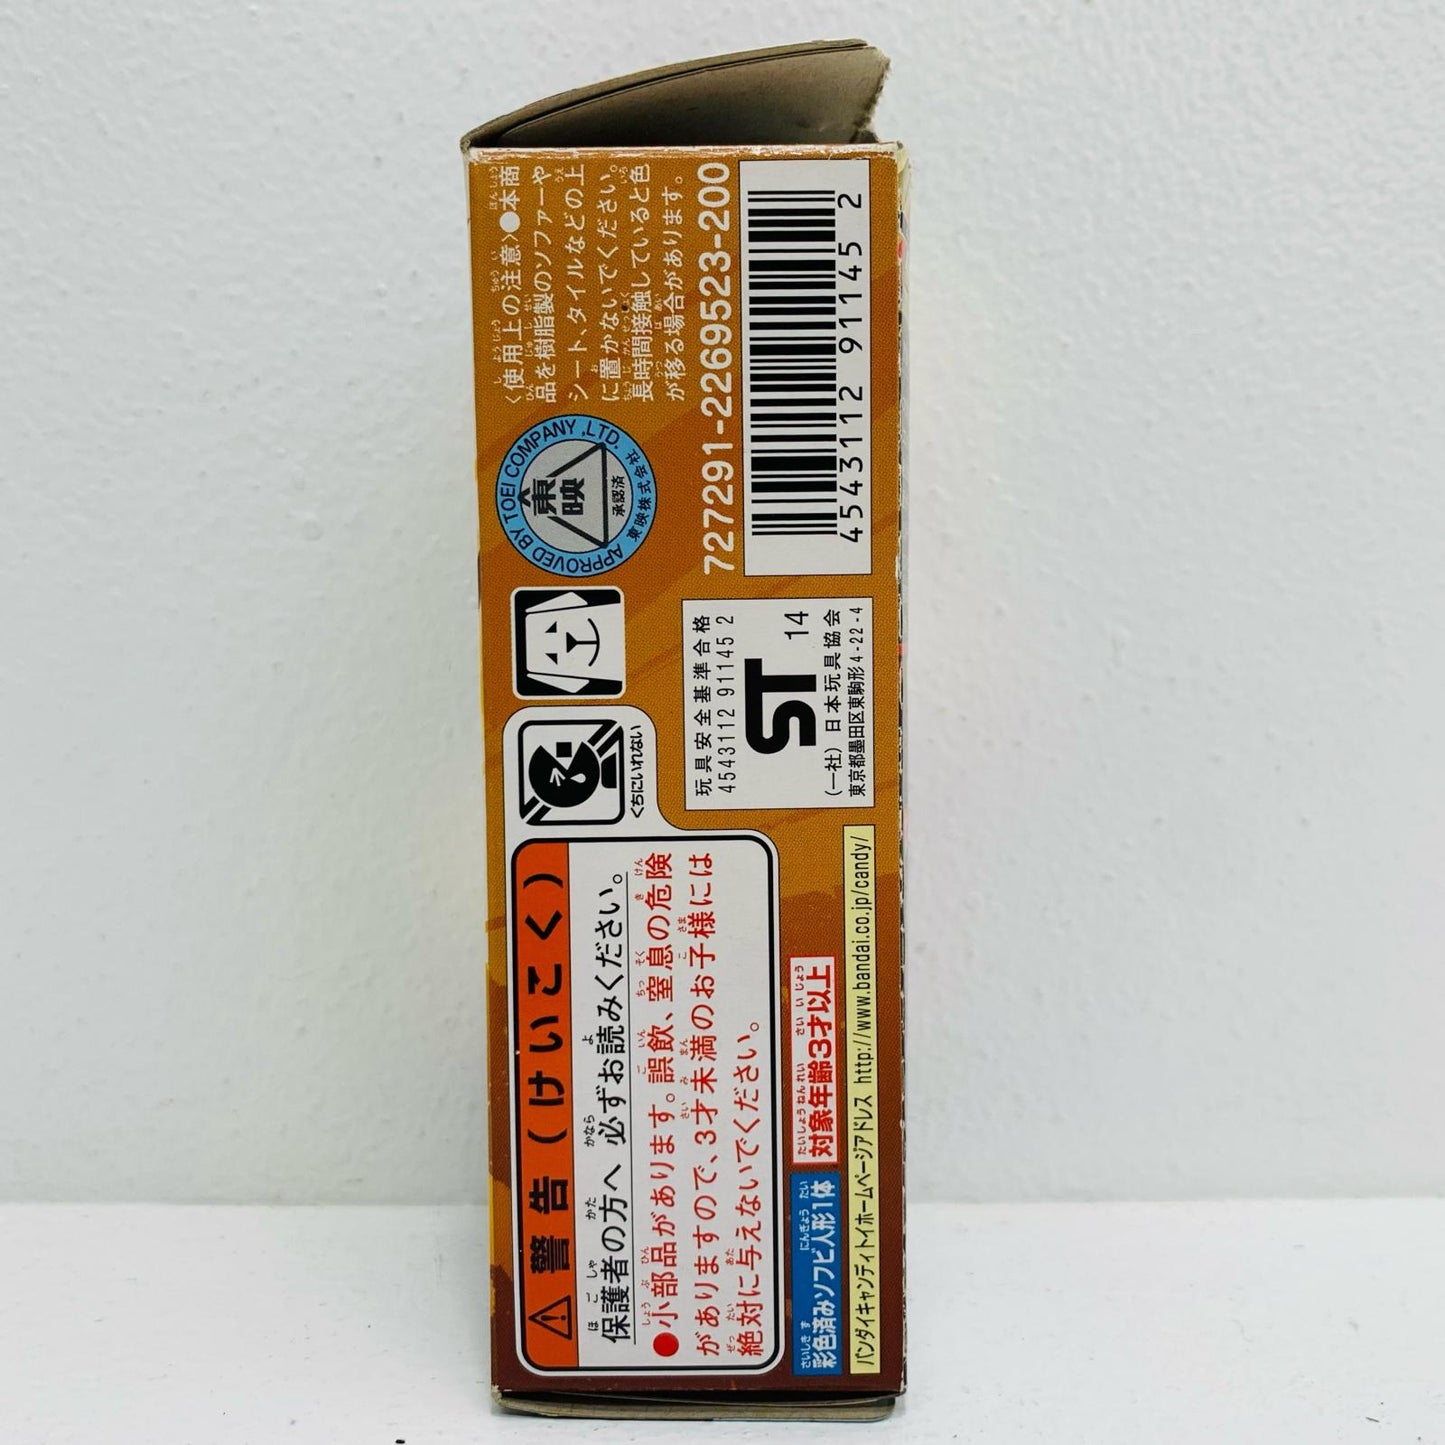 警告(けいこく)
保護者の方へ 必ずお読みください。
●小部品があります。誤飲、窒息の危険
がありますので、3才未満のお子様には
絶対に与えないでください。
くちにいれない
APPROVED BY TOEI COMPANY ,LTD.
東映
承認済
東映株式会社
〈使用上の注意〉●本商
品を樹脂製のソファーや
シート、タイルなどの上
に置かないでください。
長時間接触していると色
が移る場合があります。
727291-2269523-200
4543112 91145 2
玩具安全基準合格
4543112 91145 2
ST 14
(一社)日本玩具協会
東京都墨田区東駒形4-22-4
彩色済みソフビ人形1体
対象年齢3才以上
バンダイキャンディトイホームページアドレス http://www.bandai.co.jp/candy/